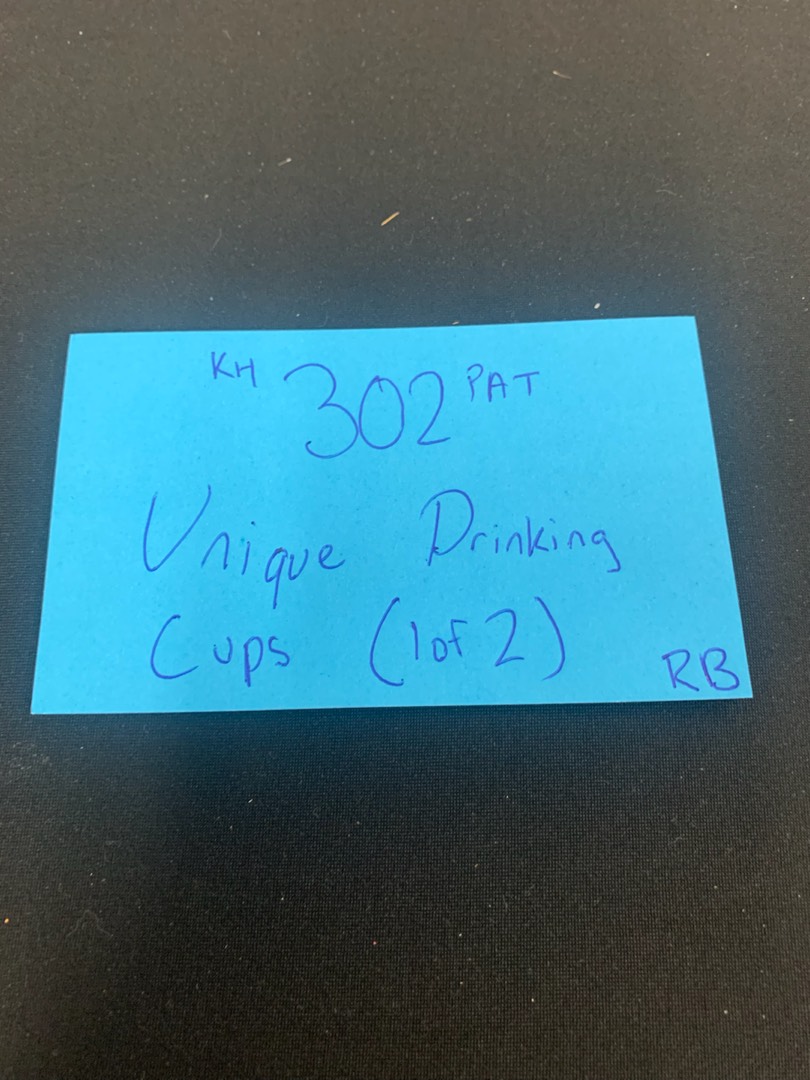 KH 302 PAT
Unique Drinking
Cups (1 of 2)
RB